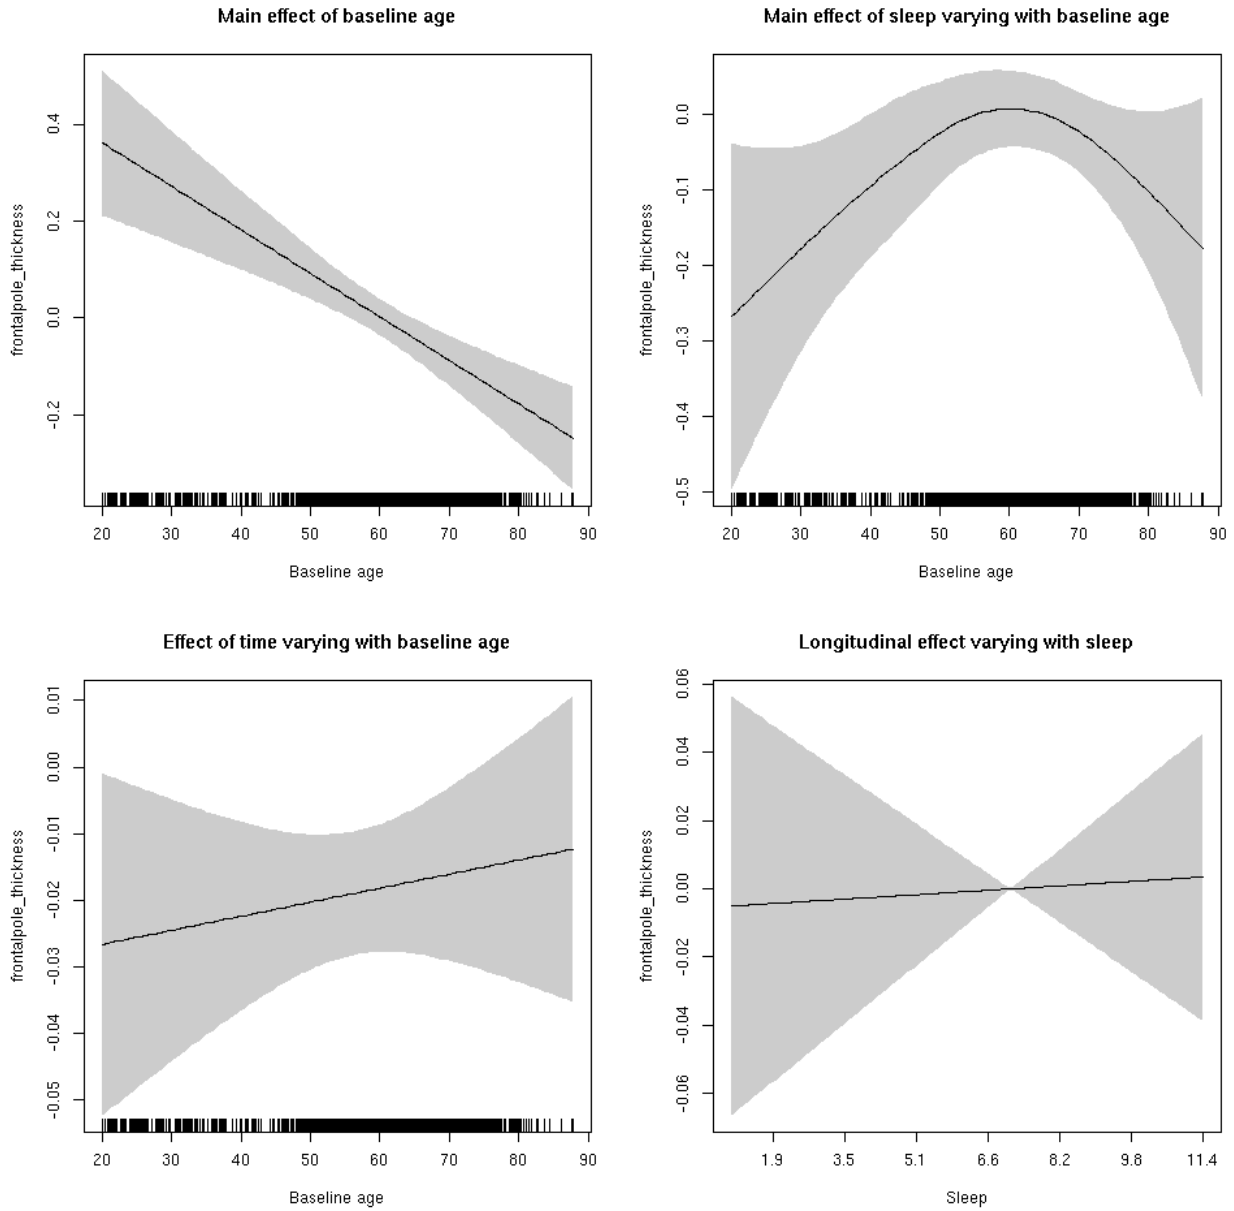 Main effect of baseline age
frontalpole_thickness
0.4
0.2
0.0
-0.2
20 30 40 50 60 70 80 90
Baseline age
Main effect of sleep varying with baseline age
frontalpole_thickness
0.0
-0.1
-0.2
-0.3
-0.4
-0.5
20 30 40 50 60 70 80 90
Baseline age
Effect of time varying with baseline age
frontalpole_thickness
0.01
0.00
-0.01
-0.02
-0.03
-0.04
-0.05
20 30 40 50 60 70 80 90
Baseline age
Longitudinal effect varying with sleep
frontalpole_thickness
0.06
0.04
0.02
0.00
-0.02
-0.04
-0.06
1.9 3.5 5.1 6.6 8.2 9.8 11.4
Sleep